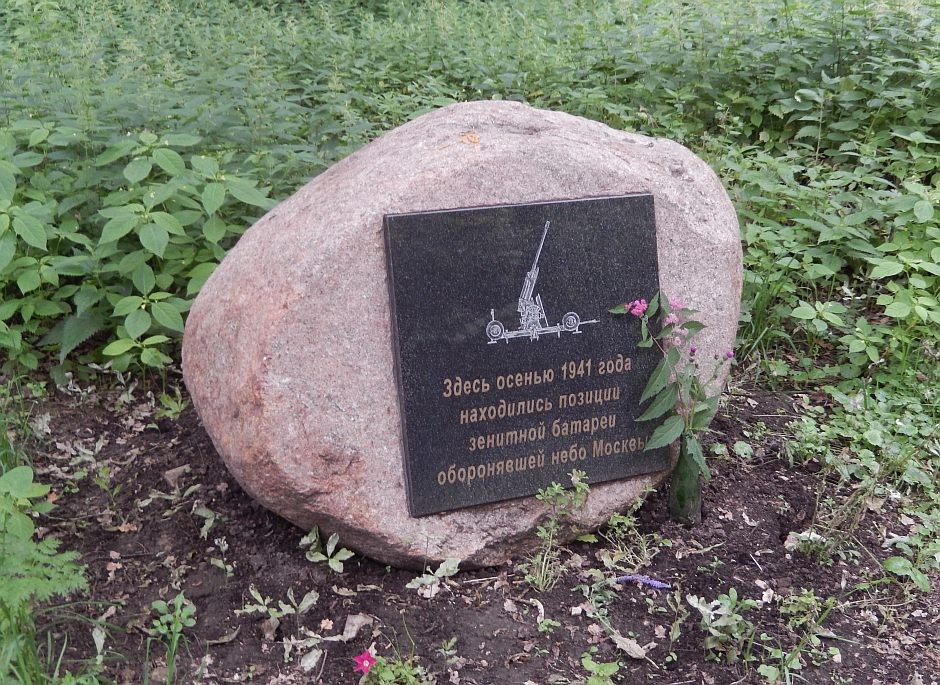 Здесь осенью 1941 года
находились позиции
зенитной батареи
оборонявшей небо Москвы